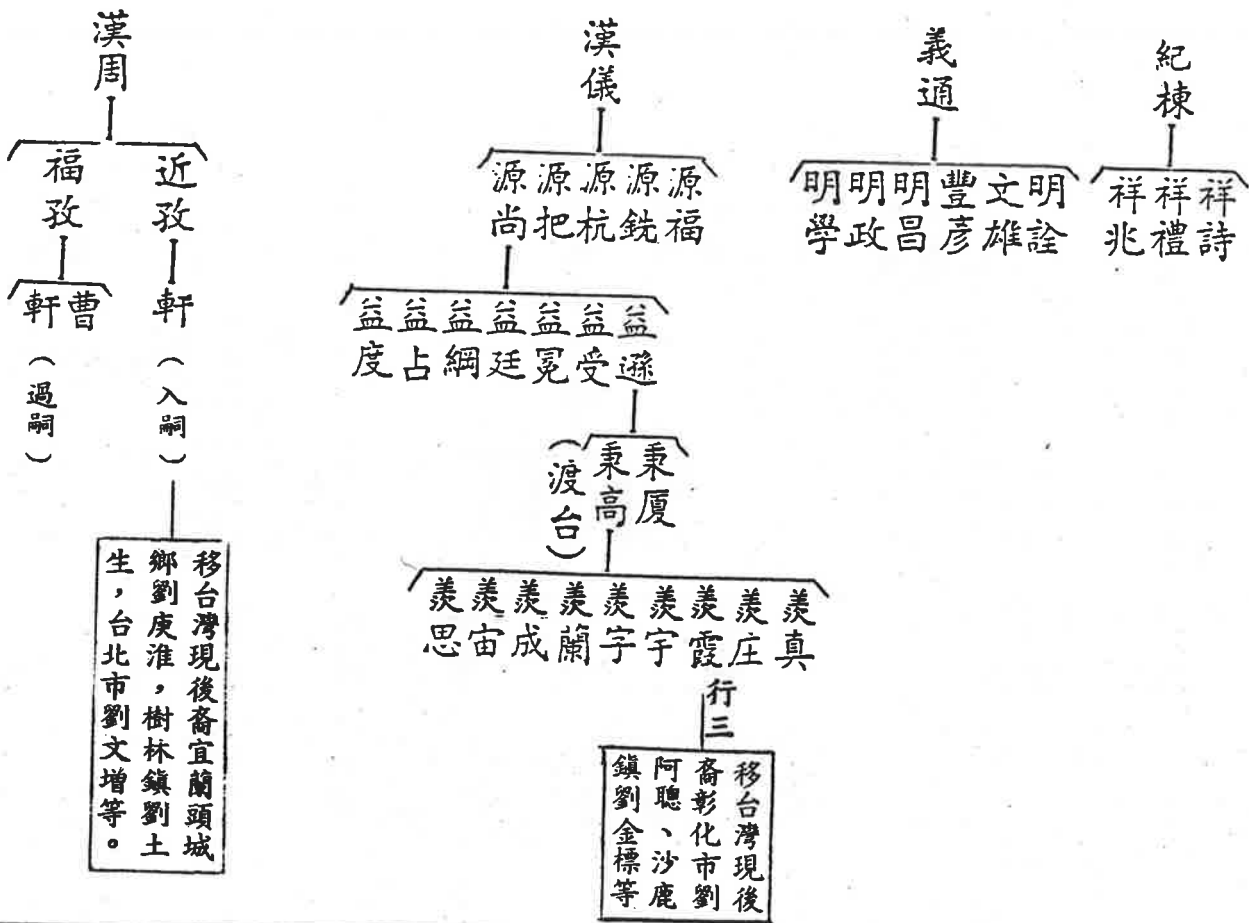 紀棟
祥詩
祥禮
祥兆
義通
明詮
文雄
豐彥
明昌
明政
明學
漢儀
源福
源銑
源杭
源把
源尚
益遜
益受
益冕
益廷
益綱
益占
益度
秉厦
秉高
(渡台)
羨真
羨庄
羨霞
羨宇
羨字
羨蘭
羨成
羨宙
羨思
行三
移台灣現後
裔彰化市劉
阿聰、沙鹿
鎮劉金標等
漢周
近孜
福孜
軒(入嗣)
曹
軒(過嗣)
移台灣現後裔宜蘭頭城
鄉劉庚淮,樹林鎮劉土
生,台北市劉文增等。